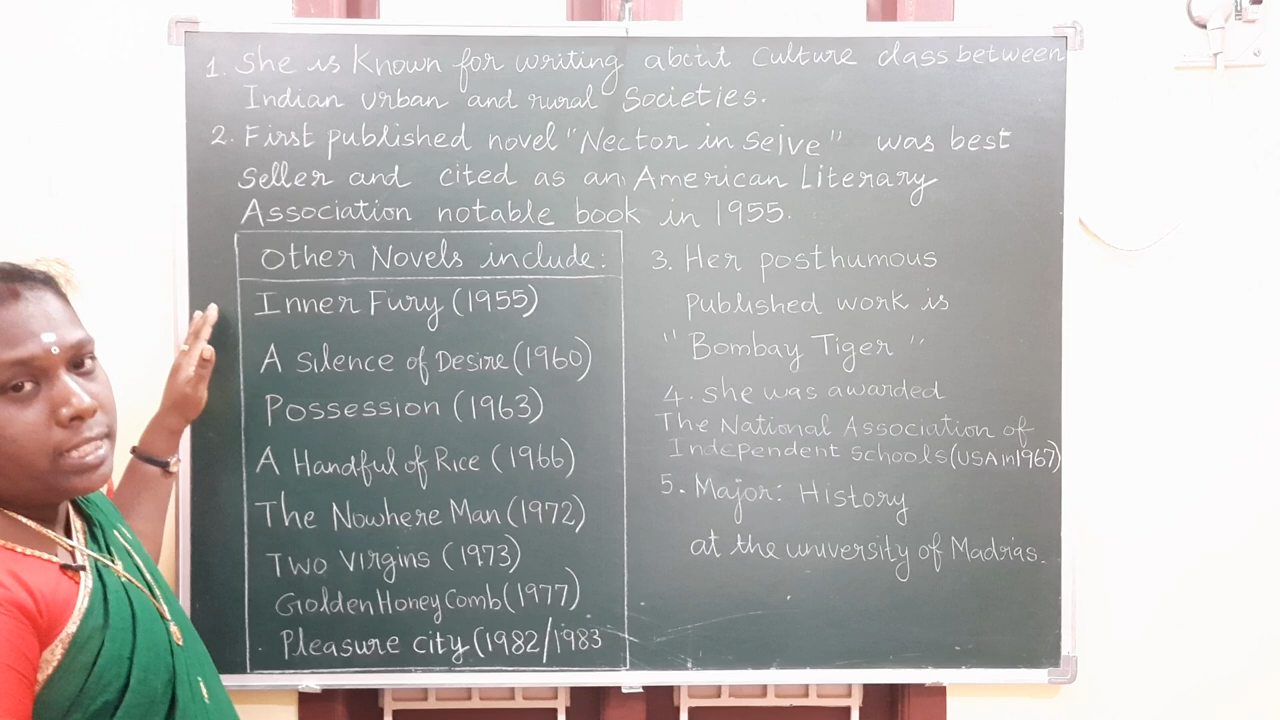 1. She is Known for writing about Culture class between
Indian urban and rural Societies.
2. First published novel "Nector in Seive" was best
Seller and cited as an American Literary
Association notable book in 1955.
Other Novels include:
Inner Fury (1955)
A Silence of Desire (1960)
Possession (1963)
A Handful of Rice (1966)
The Nowhere Man (1972)
Two Virgins (1973)
Golden Honey Comb (1977)
Pleasure city (1982/1983
3. Her posthumous
Published work is
"Bombay Tiger"
4. She was awarded
The National Association of
Independent Schools (USA in 1967)
5. Major: History
at the university of Madras.